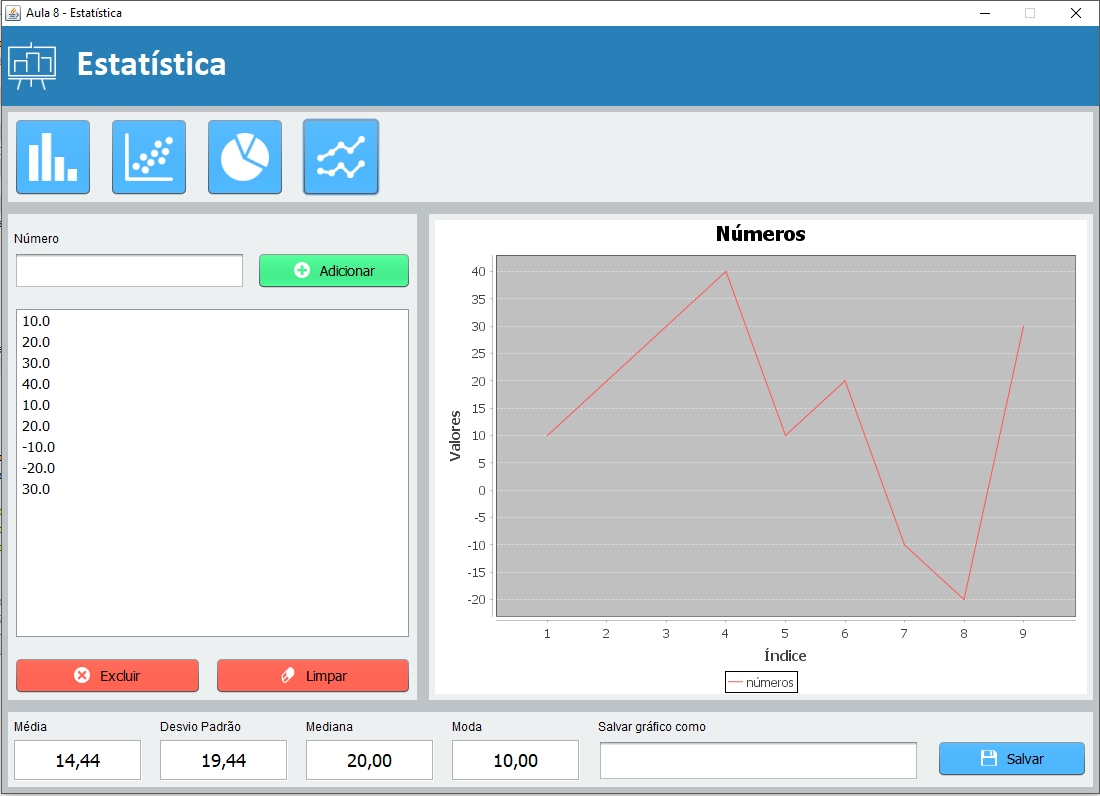 Aula 8 - Estatística
Estatística
Número
Adicionar
10.0
20.0
30.0
40.0
10.0
20.0
-10.0
-20.0
30.0
Excluir
Limpar
Números
Valores
40
35
30
25
20
15
10
5
0
-5
-10
-15
-20
1 2 3 4 5 6 7 8 9
Índice
números
Média
14,44
Desvio Padrão
19,44
Mediana
20,00
Moda
10,00
Salvar gráfico como
Salvar